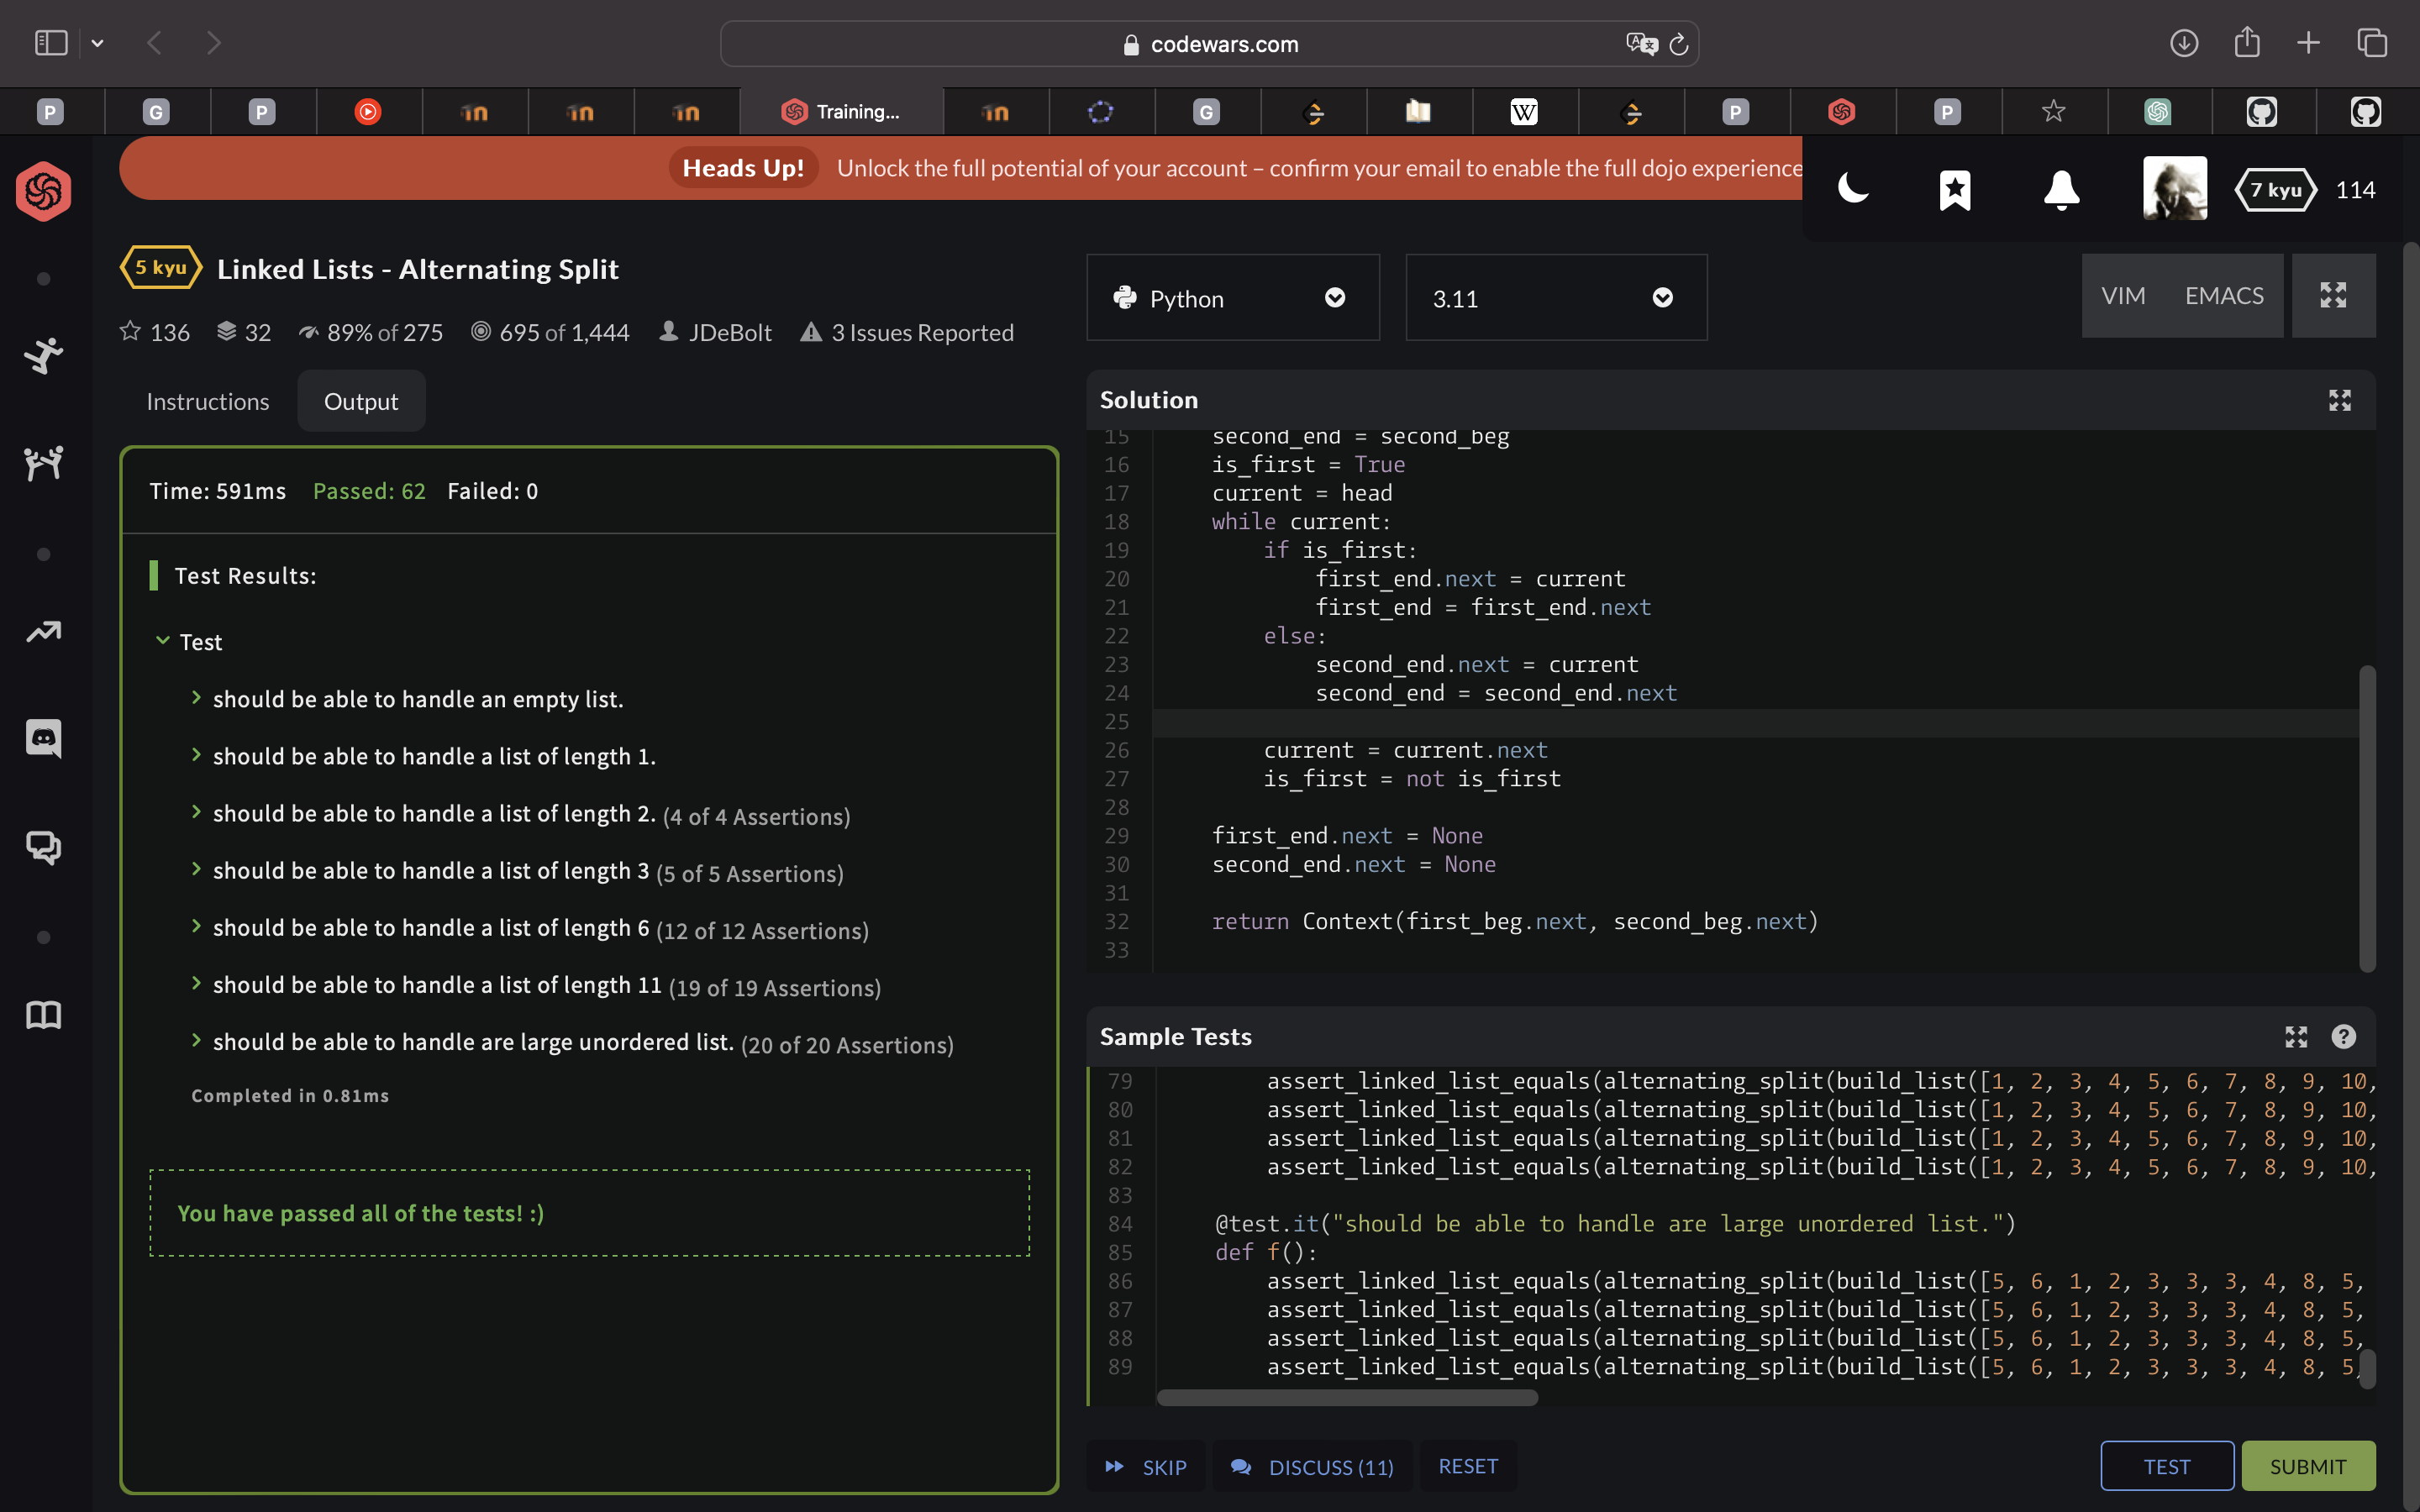 codewars.com
P
G
P
Training...
G
W
P
P
Heads Up! Unlock the full potential of your account – confirm your email to enable the full dojo experience
7 kyu 114
5 kyu Linked Lists - Alternating Split
136 32 89% of 275 695 of 1,444 JDeBolt 3 Issues Reported
Instructions Output
Time: 591ms Passed: 62 Failed: 0
Test Results:
Test
should be able to handle an empty list.
should be able to handle a list of length 1.
should be able to handle a list of length 2. (4 of 4 Assertions)
should be able to handle a list of length 3 (5 of 5 Assertions)
should be able to handle a list of length 6 (12 of 12 Assertions)
should be able to handle a list of length 11 (19 of 19 Assertions)
should be able to handle are large unordered list. (20 of 20 Assertions)
Completed in 0.81ms
You have passed all of the tests! :)
Python 3.11 VIM EMACS
Solution
15 second_end = second_beg
16 is_first = True
17 current = head
18 while current:
19 if is_first:
20 first_end.next = current
21 first_end = first_end.next
22 else:
23 second_end.next = current
24 second_end = second_end.next
25
26 current = current.next
27 is_first = not is_first
28
29 first_end.next = None
30 second_end.next = None
31
32 return Context(first_beg.next, second_beg.next)
33
Sample Tests
79 assert_linked_list_equals(alternating_split(build_list([1, 2, 3, 4, 5, 6, 7, 8, 9, 10,
80 assert_linked_list_equals(alternating_split(build_list([1, 2, 3, 4, 5, 6, 7, 8, 9, 10,
81 assert_linked_list_equals(alternating_split(build_list([1, 2, 3, 4, 5, 6, 7, 8, 9, 10,
82 assert_linked_list_equals(alternating_split(build_list([1, 2, 3, 4, 5, 6, 7, 8, 9, 10,
83
84 @test.it("should be able to handle are large unordered list.")
85 def f():
86 assert_linked_list_equals(alternating_split(build_list([5, 6, 1, 2, 3, 3, 3, 4, 8, 5,
87 assert_linked_list_equals(alternating_split(build_list([5, 6, 1, 2, 3, 3, 3, 4, 8, 5,
88 assert_linked_list_equals(alternating_split(build_list([5, 6, 1, 2, 3, 3, 3, 4, 8, 5,
89 assert_linked_list_equals(alternating_split(build_list([5, 6, 1, 2, 3, 3, 3, 4, 8, 5,
SKIP DISCUSS (11) RESET TEST SUBMIT